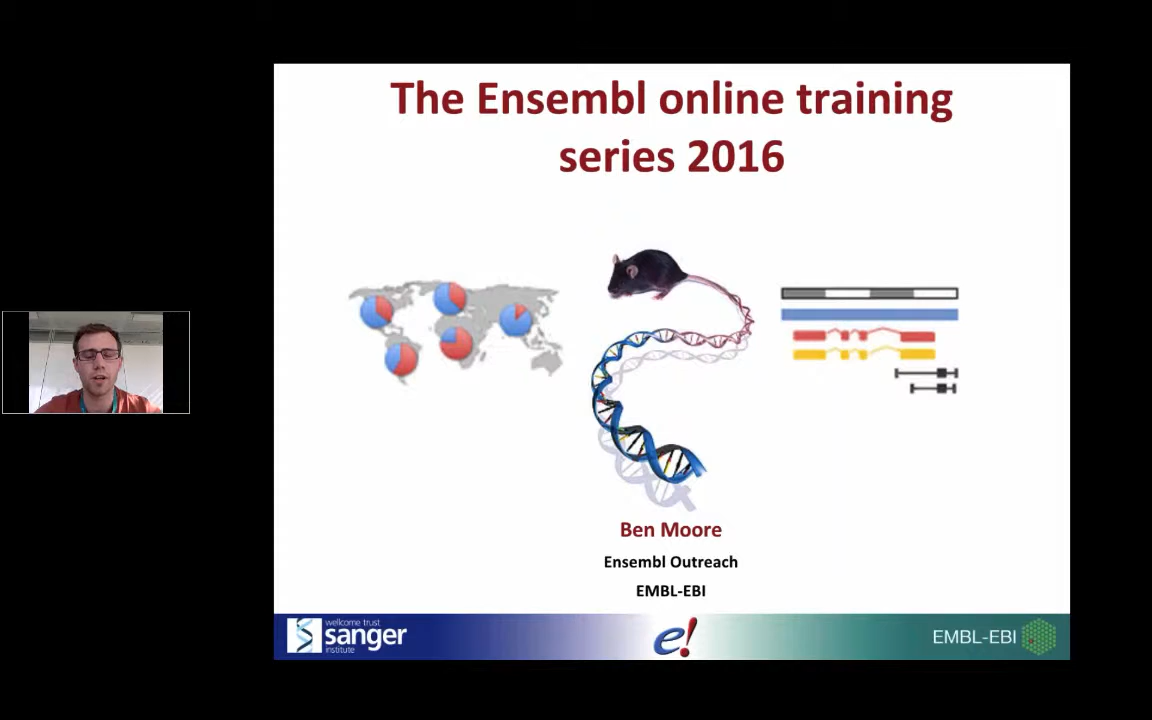 The Ensembl online training
series 2016
Ben Moore
Ensembl Outreach
EMBL-EBI
wellcome trust
sanger
institute
e!
EMBL-EBI